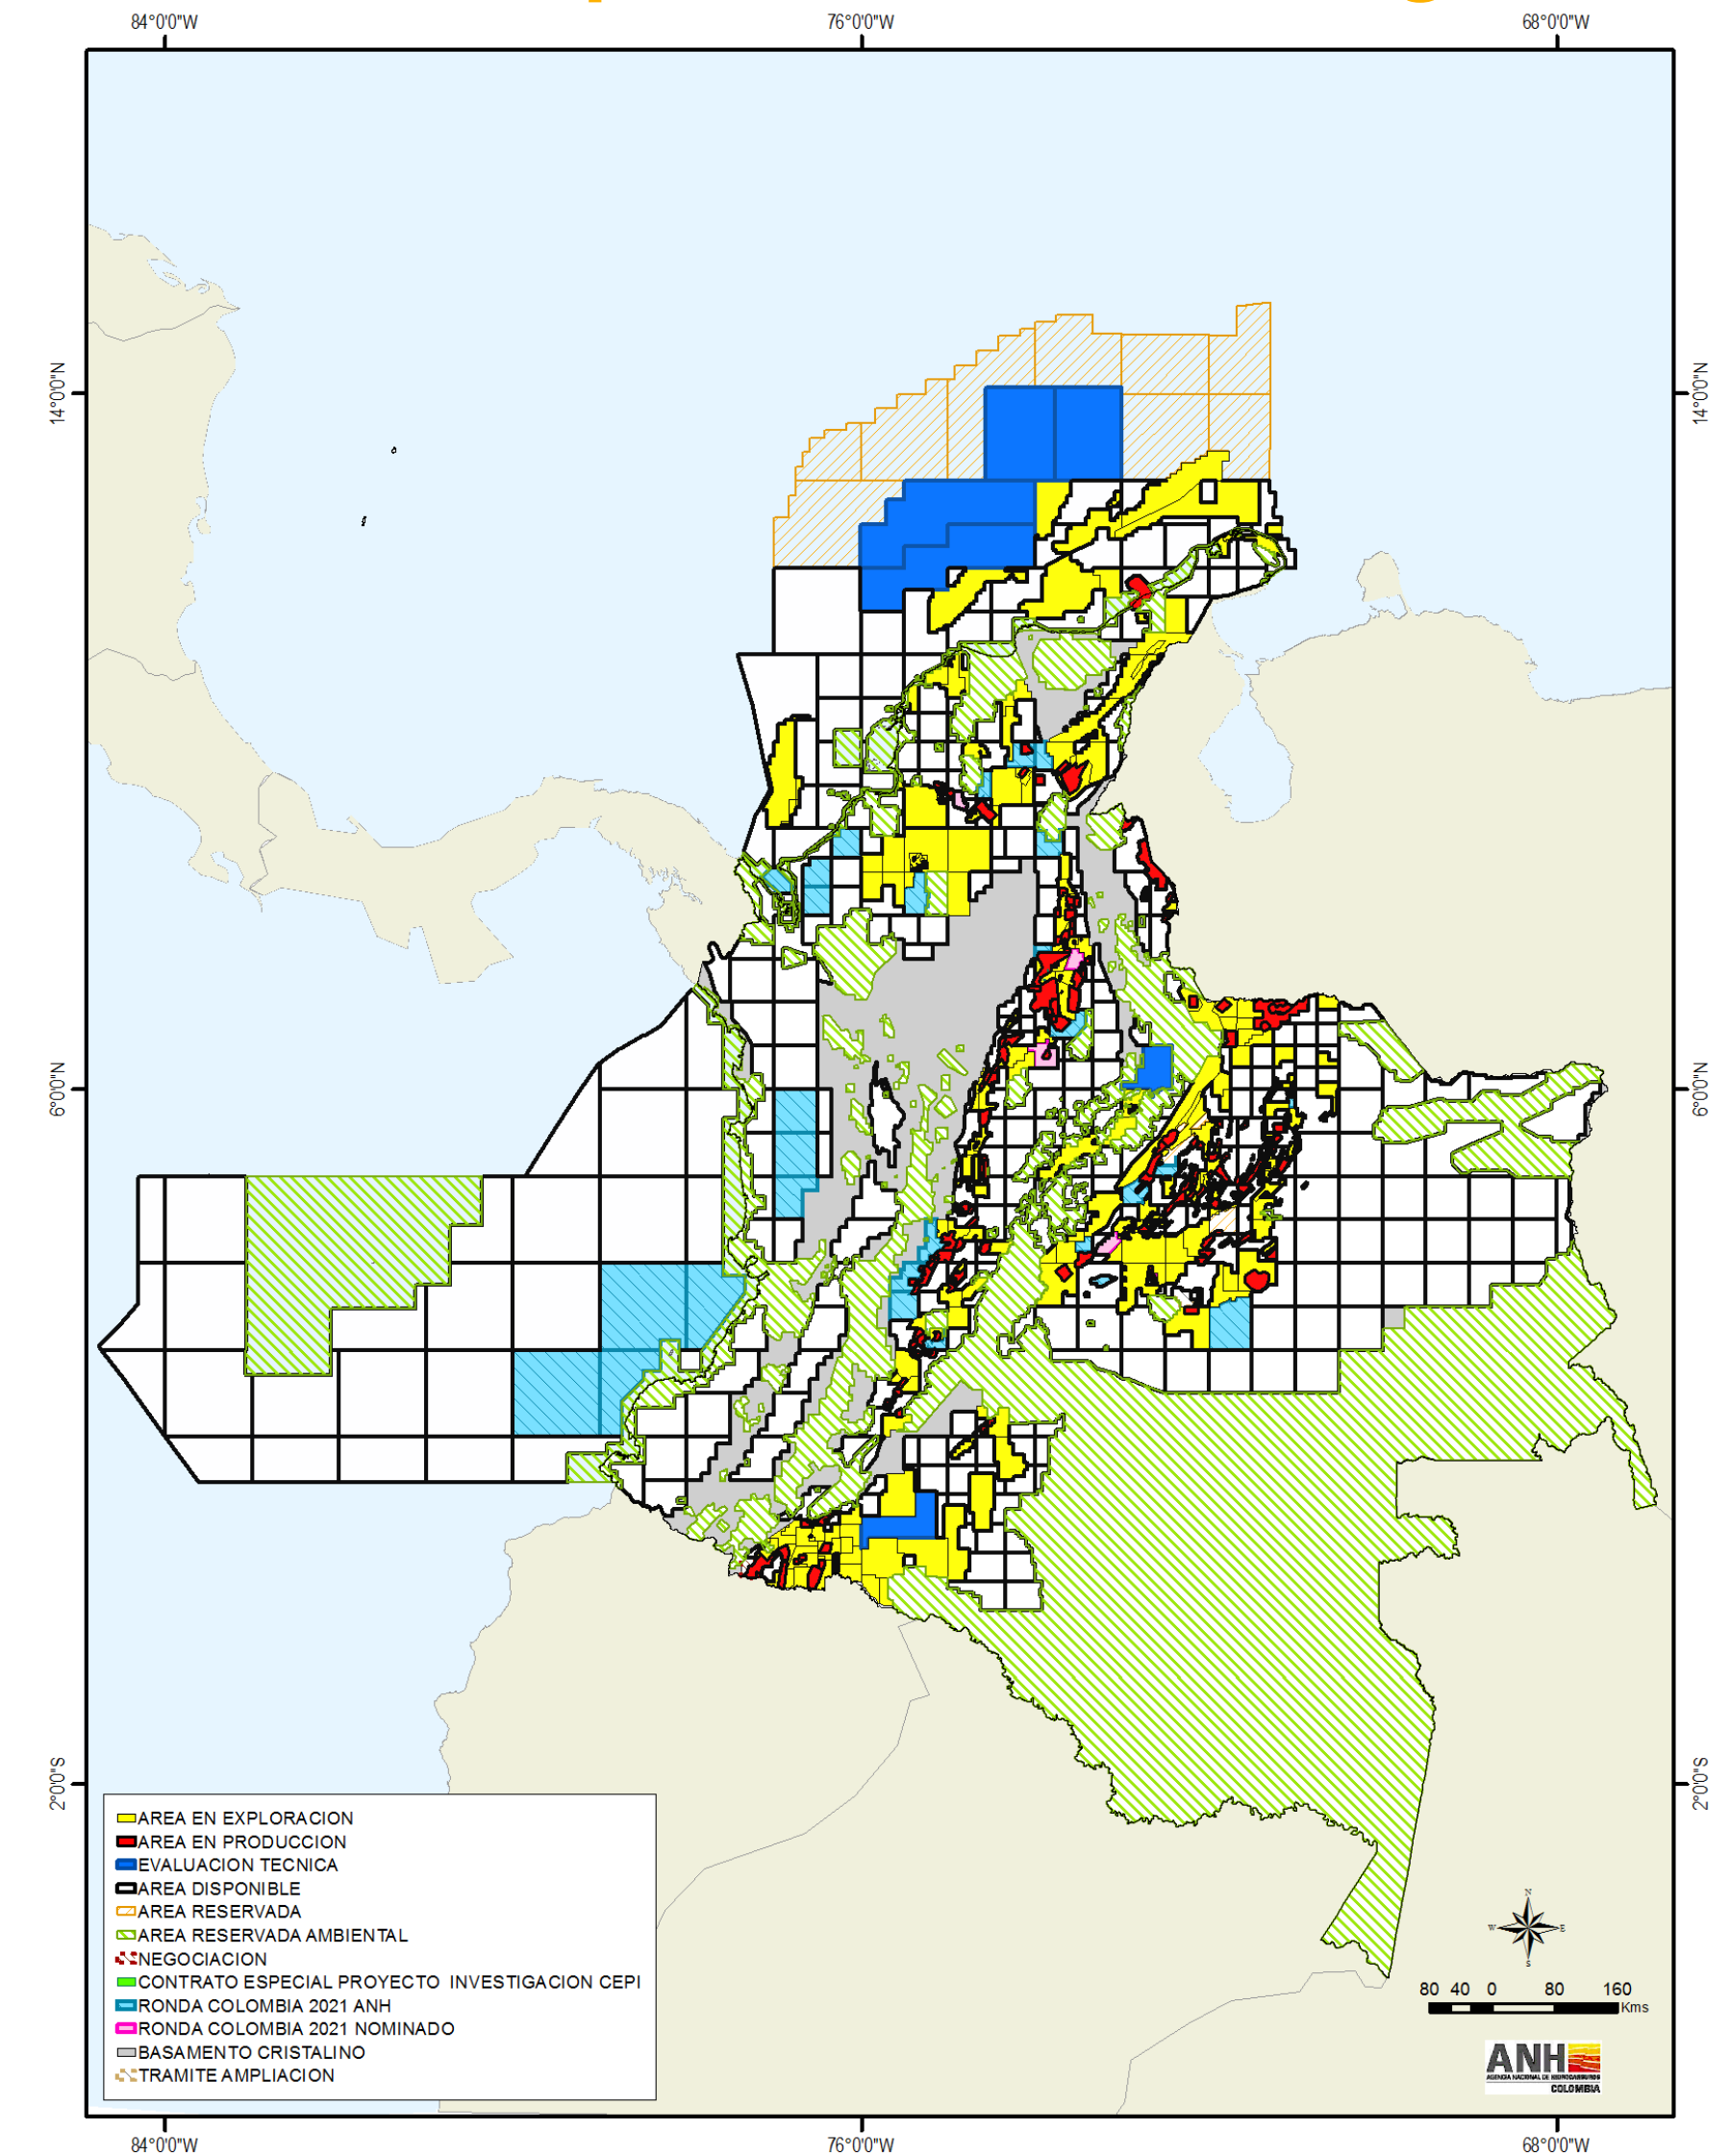 84°0'0"W 76°0'0"W 68°0'0"W
14°0'0"N 14°0'0"N
6°0'0"N 6°0'0"N
2°0'0"S 2°0'0"S
AREA EN EXPLORACION
AREA EN PRODUCCION
EVALUACION TECNICA
AREA DISPONIBLE
AREA RESERVADA
AREA RESERVADA AMBIENTAL
NEGOCIACION
CONTRATO ESPECIAL PROYECTO INVESTIGACION CEPI
RONDA COLOMBIA 2021 ANH
RONDA COLOMBIA 2021 NOMINADO
BASAMENTO CRISTALINO
TRAMITE AMPLIACION
N
W E
S
80 40 0 80 160
Kms
ANH
AGENCIA NACIONAL DE HIDROCARBUROS
COLOMBIA
84°0'0"W 76°0'0"W 68°0'0"W